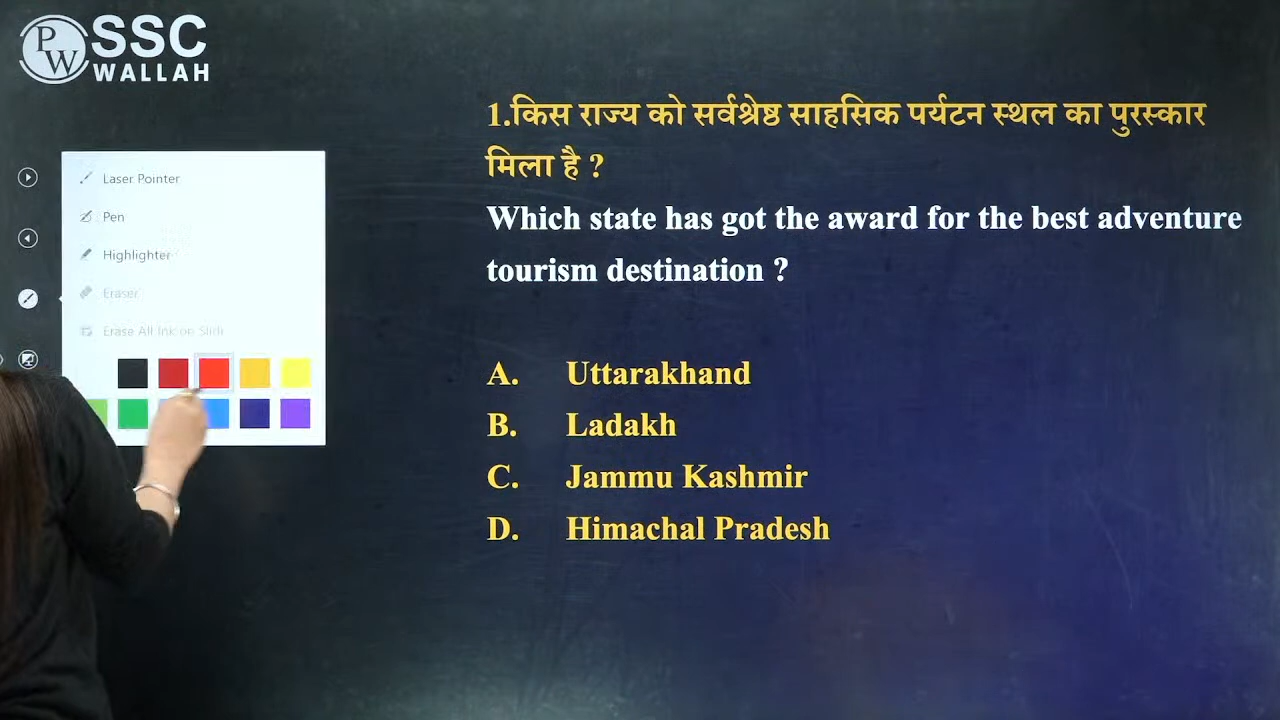 PW SSC
WALLAH
Laser Pointer
Pen
Highlighter
Eraser
Erase All Ink on Slide
1.किस राज्य को सर्वश्रेष्ठ साहसिक पर्यटन स्थल का पुरस्कार
मिला है ?
Which state has got the award for the best adventure
tourism destination ?
A. Uttarakhand
B. Ladakh
C. Jammu Kashmir
D. Himachal Pradesh